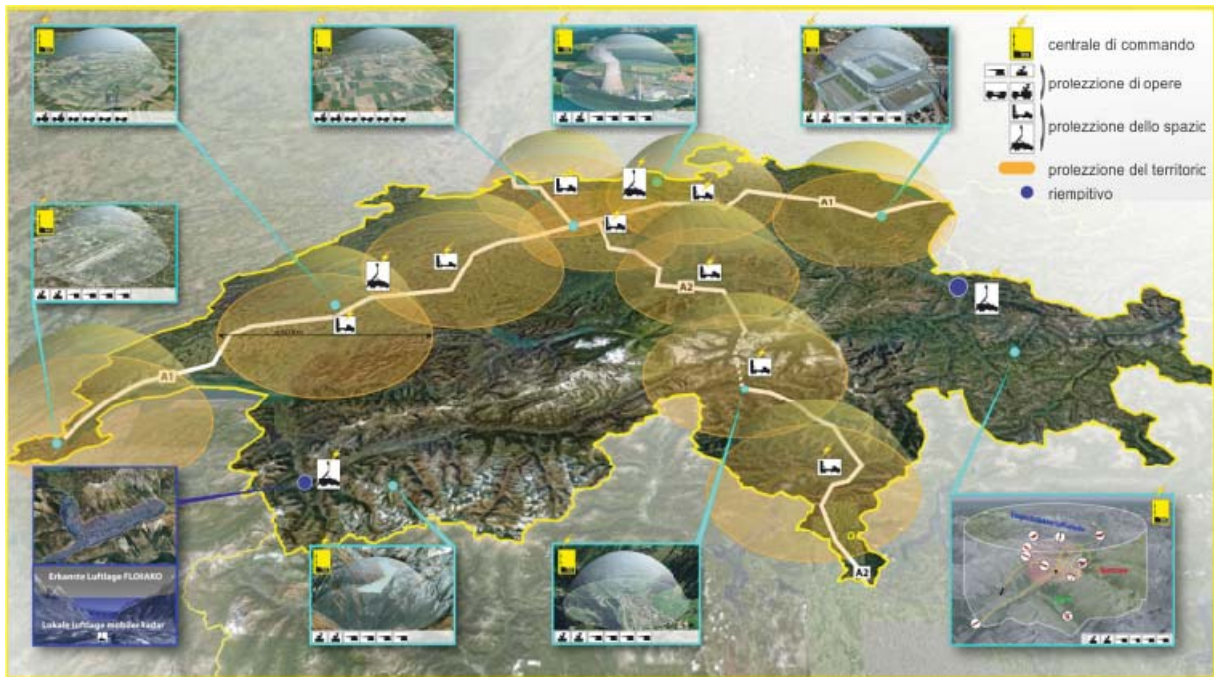 centrale di commando
protezzione di opere
protezzione dello spazic
protezzione del territoric
riempitivo
A1
A2
A1
A2
Erkannte Luftlage FLORAKO
Lokale Luftlage mobiler Radar